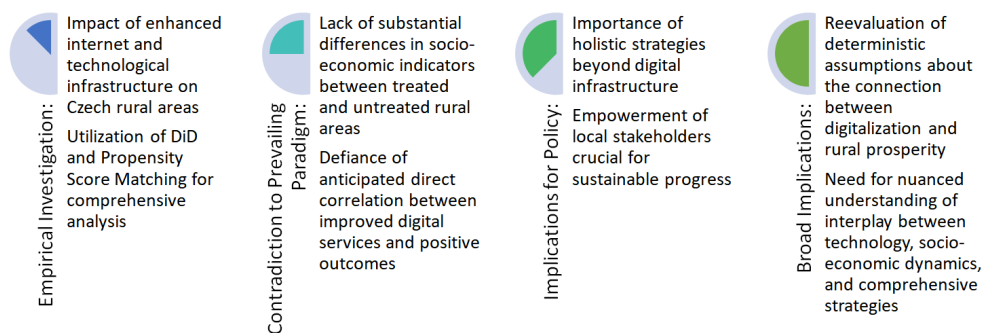 Empirical Investigation:
Impact of enhanced
internet and
technological
infrastructure on
Czech rural areas
Utilization of DiD
and Propensity
Score Matching for
comprehensive
analysis
Contradiction to Prevailing
Paradigm:
Lack of substantial
differences in socio-
economic indicators
between treated
and untreated rural
areas
Defiance of
anticipated direct
correlation between
improved digital
services and positive
outcomes
Implications for Policy:
Importance of
holistic strategies
beyond digital
infrastructure
Empowerment of
local stakeholders
crucial for
sustainable progress
Broad Implications:
Reevaluation of
deterministic
assumptions about
the connection
between
digitalization and
rural prosperity
Need for nuanced
understanding of
interplay between
technology, socio-
economic dynamics,
and comprehensive
strategies